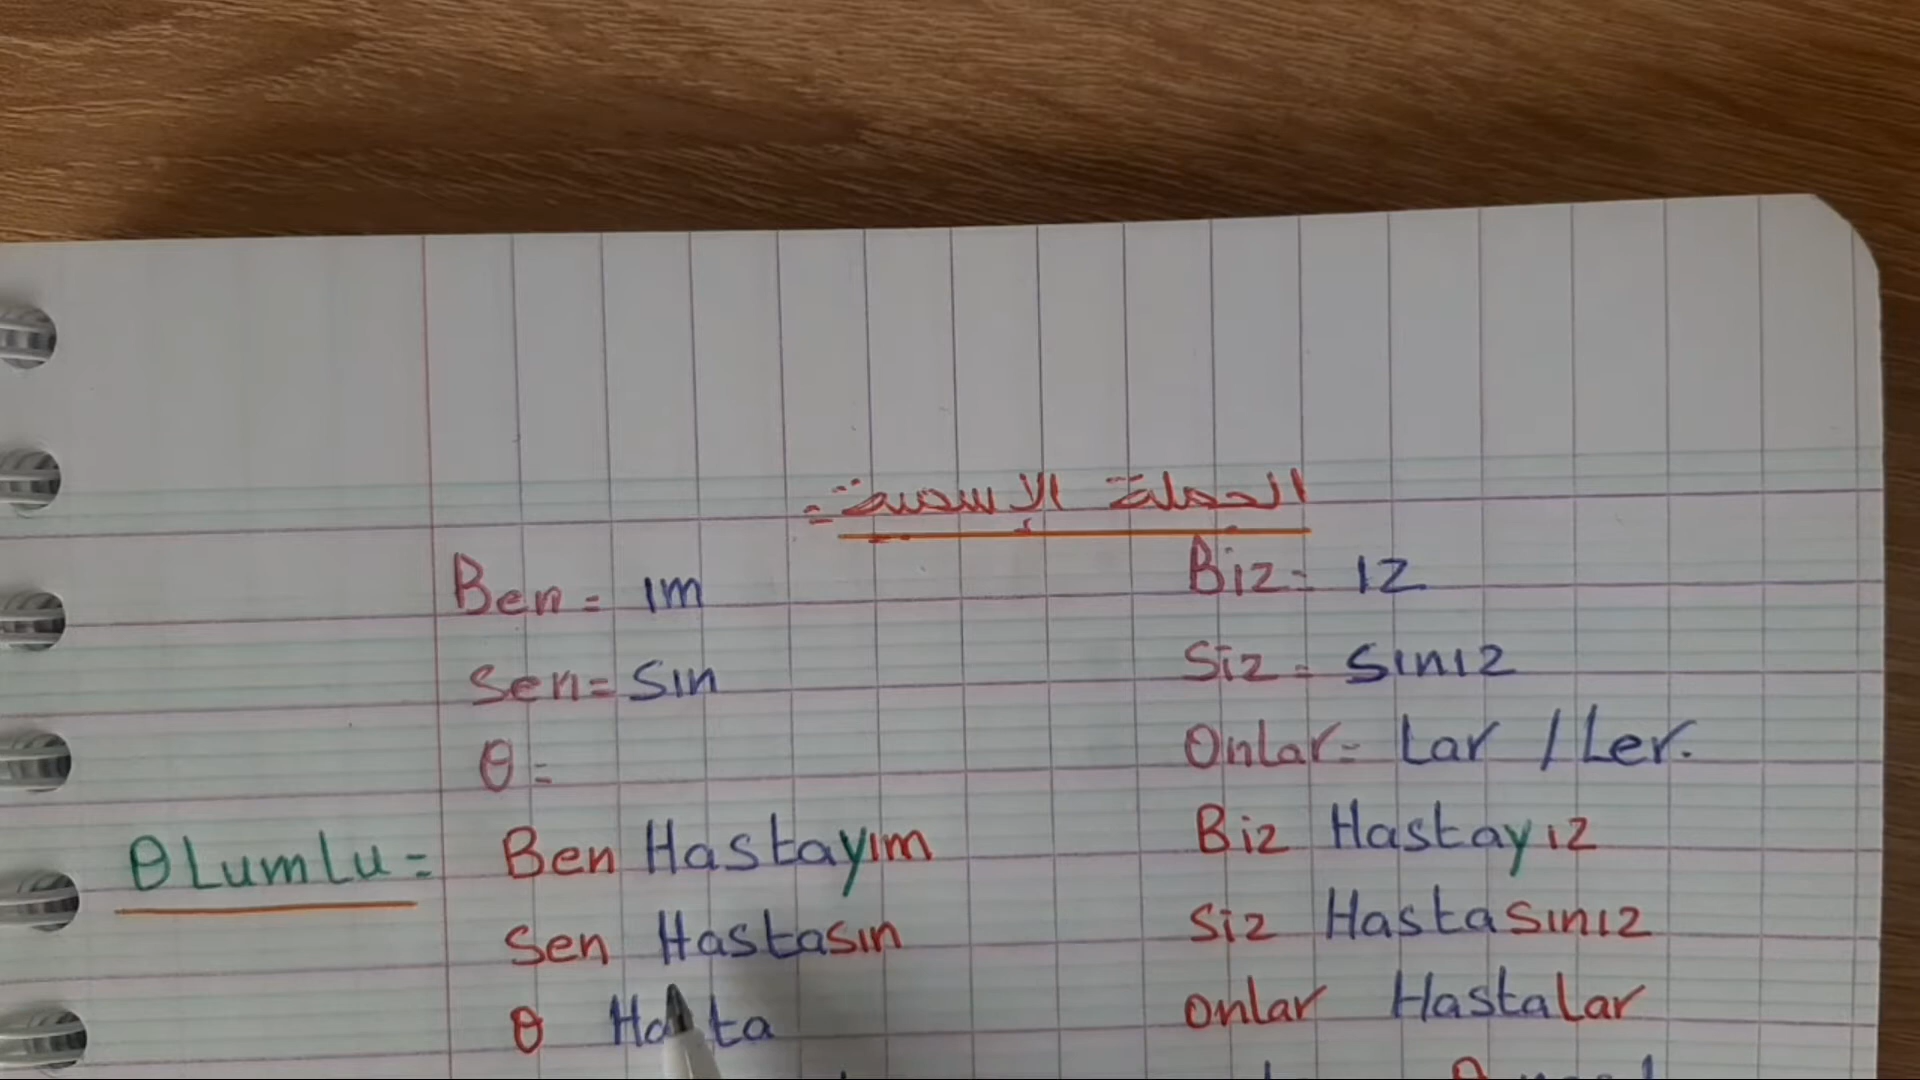 الجملة الإسمية:
Ben = ım
Biz = ız
Sen = Sın
Siz = Sınız
O =
Onlar = Lar / Ler.
OLumLu = Ben Hastayım
Biz Hastayız
Sen Hastasın
Siz Hastasınız
O Hasta
Onlar Hastalar